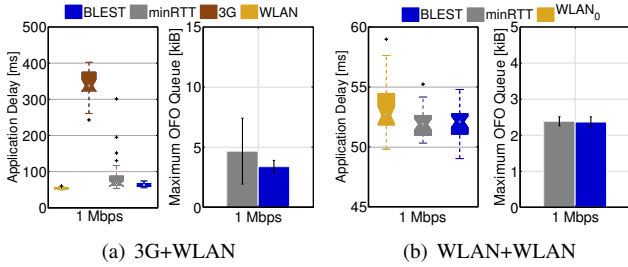 BLEST minRTT 3G WLAN
Application Delay [ms]
500
400
300
200
100
0
1 Mbps
Maximum OFO Queue [kiB]
15
10
5
0
1 Mbps
(a) 3G+WLAN
BLEST minRTT WLAN0
Application Delay [ms]
60
55
50
45
1 Mbps
Maximum OFO Queue [kiB]
5
4
3
2
1
0
1 Mbps
(b) WLAN+WLAN